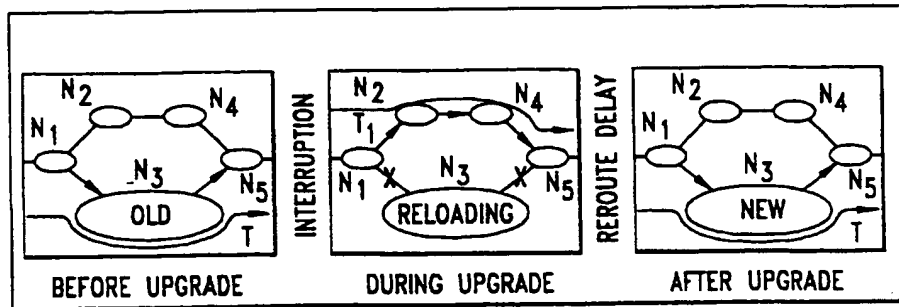 N1
N2
N4
N3
N5
OLD
T
BEFORE UPGRADE
INTERRUPTION
N2
N4
T1
N1
N3
N5
X
X
RELOADING
DURING UPGRADE
REROUTE DELAY
N1
N2
N4
N3
N5
NEW
T
AFTER UPGRADE